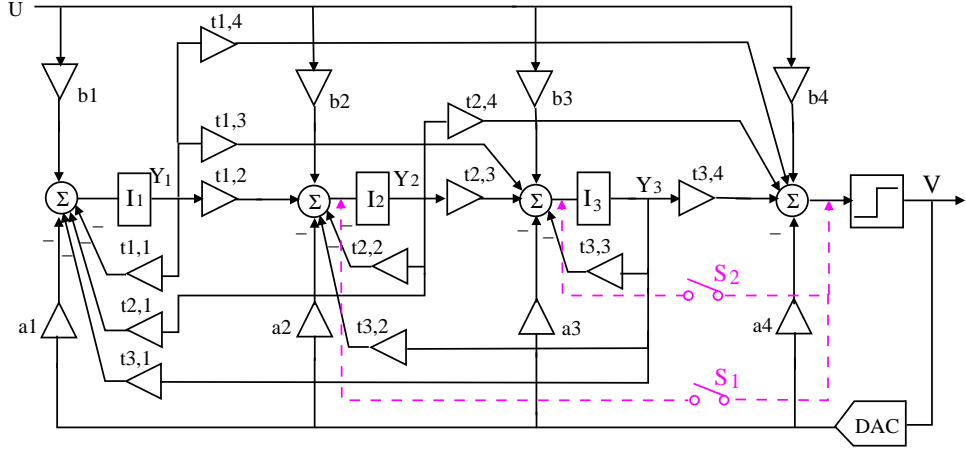 U
t1,4
b1
b2
b3
b4
t2,4
t1,3
Y1
t1,2
Y2
t2,3
Y3
t3,4
V
Σ
I1
Σ
I2
Σ
I3
Σ
t1,1
t2,2
t3,3
S2
t2,1
a1
a2
t3,2
a3
a4
t3,1
S1
DAC